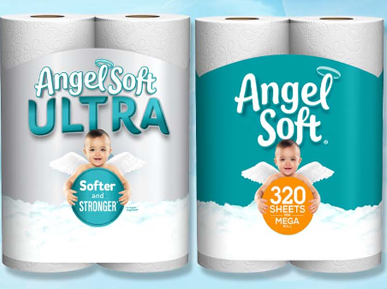 Angel Soft
ULTRA
Softer
and
STRONGER
Angel
Soft
320
SHEETS
MEGA